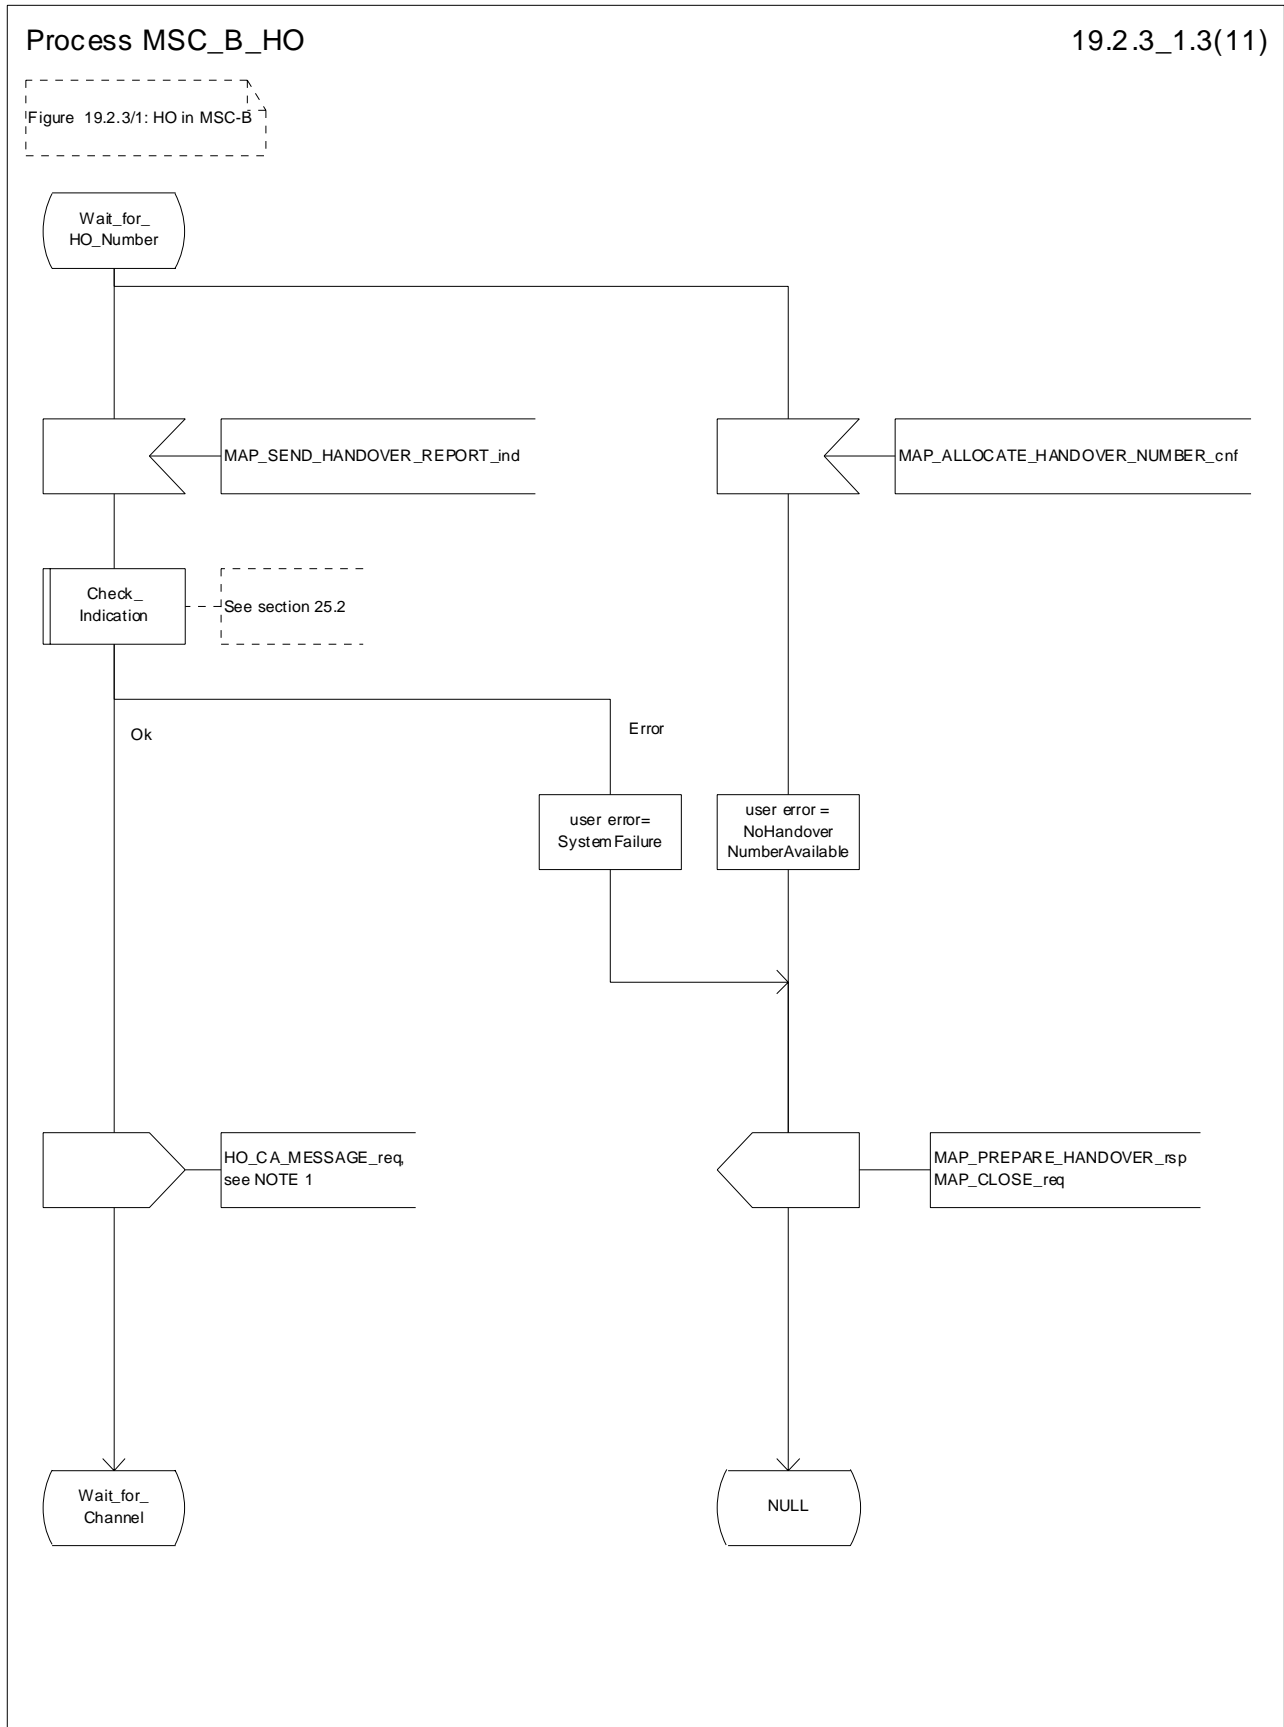 Process MSC_B_HO
19.2.3_1.3(11)
Figure 19.2.3/1: HO in MSC-B
Wait_for_
HO_Number
MAP_SEND_HANDOVER_REPORT_ind
MAP_ALLOCATE_HANDOVER_NUMBER_cnf
Check_
Indication
See section 25.2
Ok
Error
user error=
SystemFailure
user error =
NoHandover
NumberAvailable
HO_CA_MESSAGE_req,
see NOTE 1
MAP_PREPARE_HANDOVER_rsp
MAP_CLOSE_req
Wait_for_
Channel
NULL